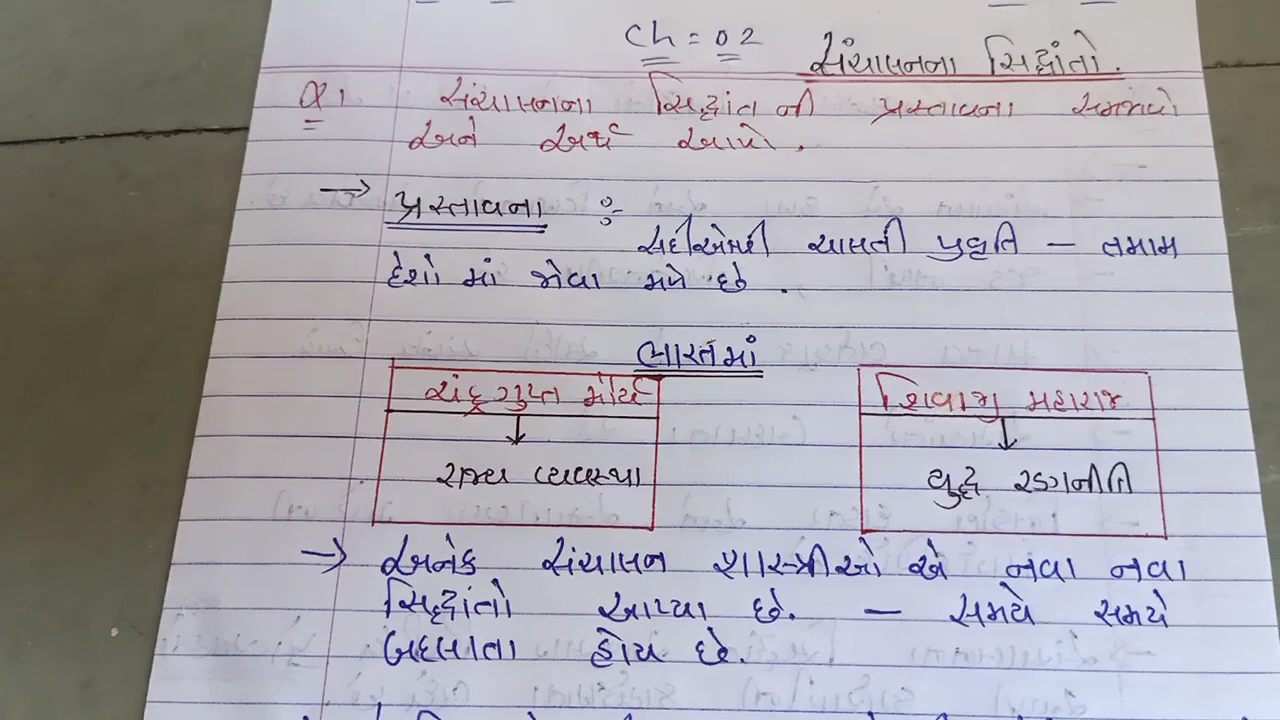 Ch = 02 સંચાલનના સિદ્ધાંતો.
Q1 સંચાલનના સિદ્ધાંત ની પ્રસ્તાવના સમજાવો
અને અર્થ આપો.
→ પ્રસ્તાવના :-
સદીઓથી ચાલતી પ્રવૃતિ – તમામ
દેશો માં જોવા મળે છે.
ભારતમાં
ચંદ્રગુપ્ત મૌર્ય
↓
રાજ્ય વ્યવસ્થા
શિવાજી મહારાજ
↓
યુદ્ધ રણનીતિ
→ અનેક સંચાલન શાસ્ત્રીઓ એ નવા નવા
સિદ્ધાંતો આપ્યા છે. – સમયે સમયે
બદલાતા હોય છે.